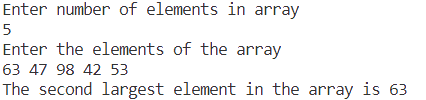 Enter number of elements in array
5
Enter the elements of the array
63 47 98 42 53
The second largest element in the array is 63